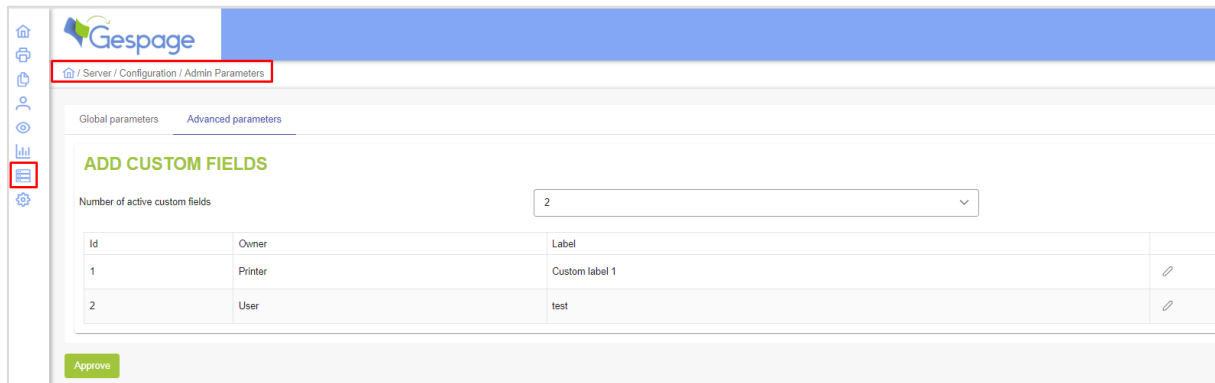 Gespage
/ Server / Configuration / Admin Parameters
Global parameters Advanced parameters
ADD CUSTOM FIELDS
Number of active custom fields 2
Id Owner Label
1 Printer Custom label 1
2 User test
Approve